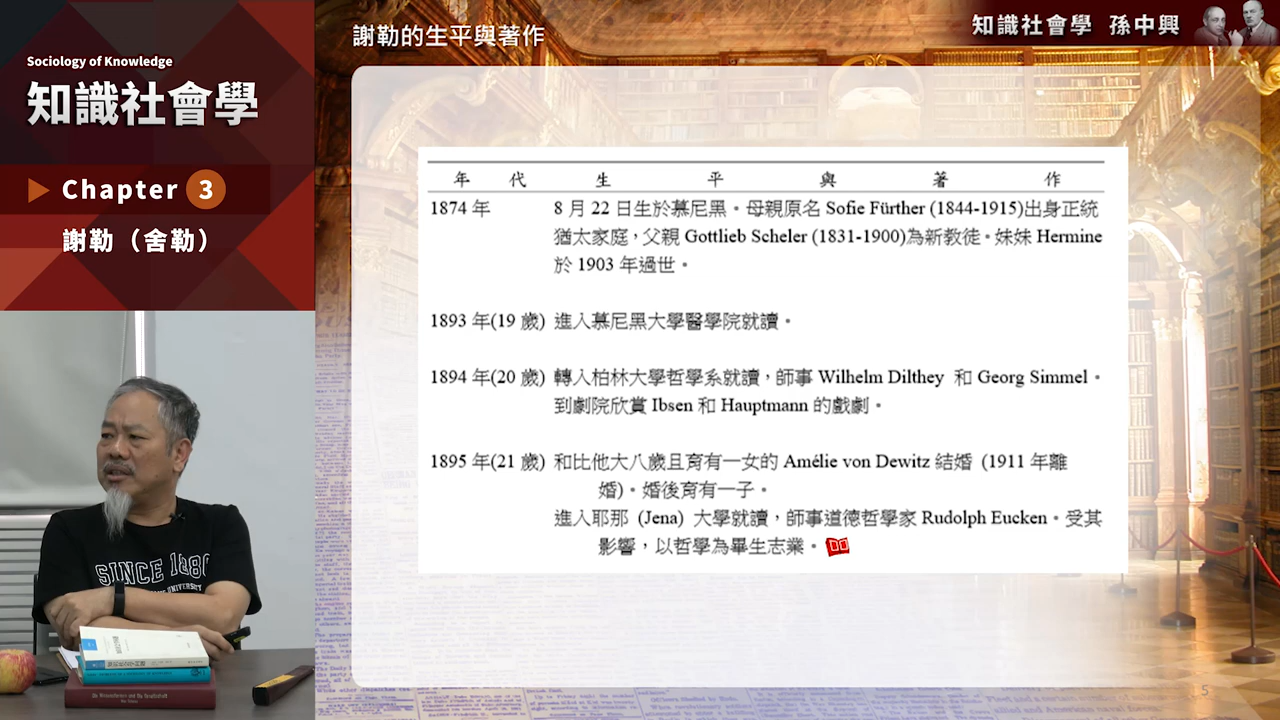 Sociology of Knowledge
知識社會學
Chapter 3
謝勒（舍勒）
謝勒的生平與著作
知識社會學 孫中興
年 代 生 平 與 著 作
1874 年 8 月 22 日生於慕尼黑。母親原名 Sofie Fürther (1844-1915)出身正統
猶太家庭，父親 Gottlieb Scheler (1831-1900)為新教徒。妹妹 Hermine
於 1903 年過世。
1893 年(19 歲) 進入慕尼黑大學醫學院就讀。
1894 年(20 歲) 轉入柏林大學哲學系就讀，師事 Wilhelm Dilthey 和 Georg Simmel。
到劇院欣賞 Ibsen 和 Hauptmann 的戲劇。
1895 年(21 歲) 和比他大八歲且育有一女的 Amélie von Dewitz 結婚 (1911 年離
婚)。婚後育有一子。
進入耶那 (Jena) 大學就讀，師事道德哲學家 Rudolph Eucken。受其
影響，以哲學為畢生志業。
SINCE 1880
UNIVERSITY
5